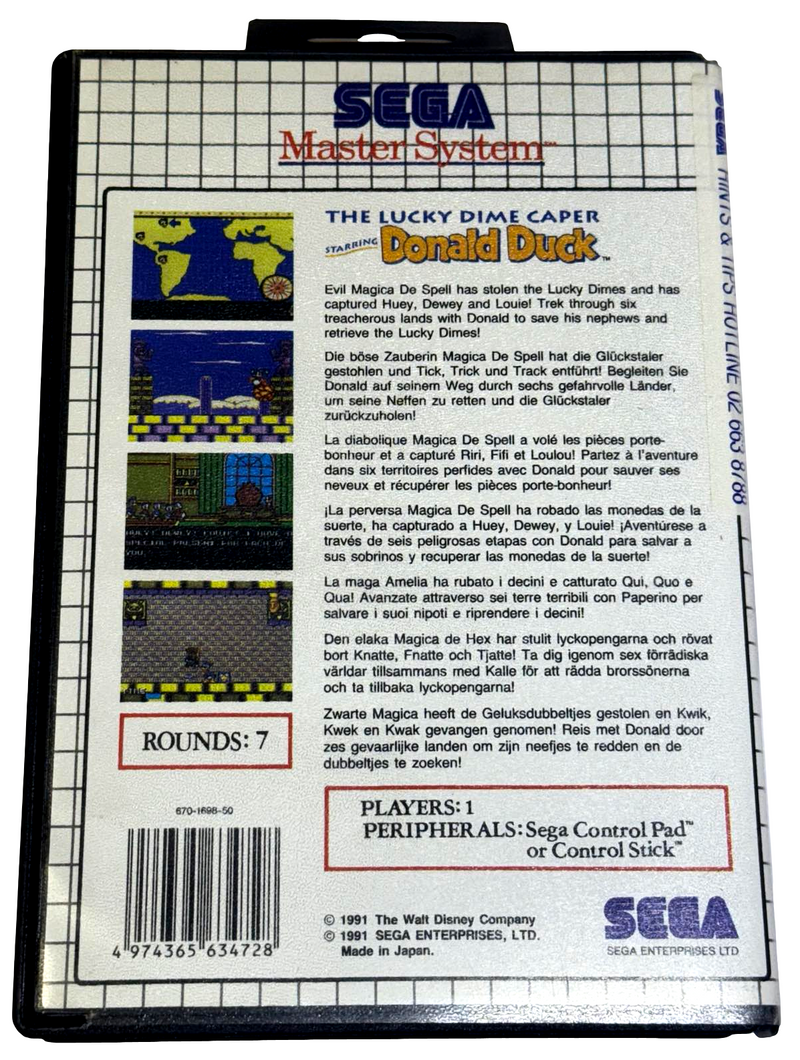 SEGA
Master System™
THE LUCKY DIME CAPER
STARRING Donald Duck™
Evil Magica De Spell has stolen the Lucky Dimes and has
captured Huey, Dewey and Louie! Trek through six
treacherous lands with Donald to save his nephews and
retrieve the Lucky Dimes!
Die böse Zauberin Magica De Spell hat die Glückstaler
gestohlen und Tick, Trick und Track entführt! Begleiten Sie
Donald auf seinem Weg durch sechs gefahrvolle Länder,
um seine Neffen zu retten und die Glückstaler
zurückzuholen!
La diabolique Magica De Spell a volé les pièces porte-
bonheur et a capturé Riri, Fifi et Loulou! Partez à l'aventure
dans six territoires perfides avec Donald pour sauver ses
neveux et récupérer les pièces porte-bonheur!
¡La perversa Magica De Spell ha robado las monedas de la
suerte, ha capturado a Huey, Dewey, y Louie! ¡Aventúrese a
través de seis peligrosas etapas con Donald para salvar a
sus sobrinos y recuperar las monedas de la suerte!
La maga Amelia ha rubato i decini e catturato Qui, Quo e
Qua! Avanzate attraverso sei terre terribili con Paperino per
salvare i suoi nipoti e riprendere i decini!
Den elaka Magica de Hex har stulit lyckopengarna och rövat
bort Knatte, Fnatte och Tjatte! Ta dig igenom sex förrädiska
världar tillsammans med Kalle för att rädda brorssönerna
och ta tillbaka lyckopengarna!
Zwarte Magica heeft de Geluksdubbeltjes gestolen en Kwik,
Kwek en Kwak gevangen genomen! Reis met Donald door
zes gevaarlijke landen om zijn neefjes te redden en de
dubbeltjes te zoeken!
ROUNDS: 7
PLAYERS: 1
PERIPHERALS: Sega Control Pad™
or Control Stick™
670-1698-50
4 974365 634728
© 1991 The Walt Disney Company
© 1991 SEGA ENTERPRISES, LTD.
Made in Japan.
SEGA
SEGA ENTERPRISES LTD
SEGA HINTS & TIPS HOTLINE 02 663 8788